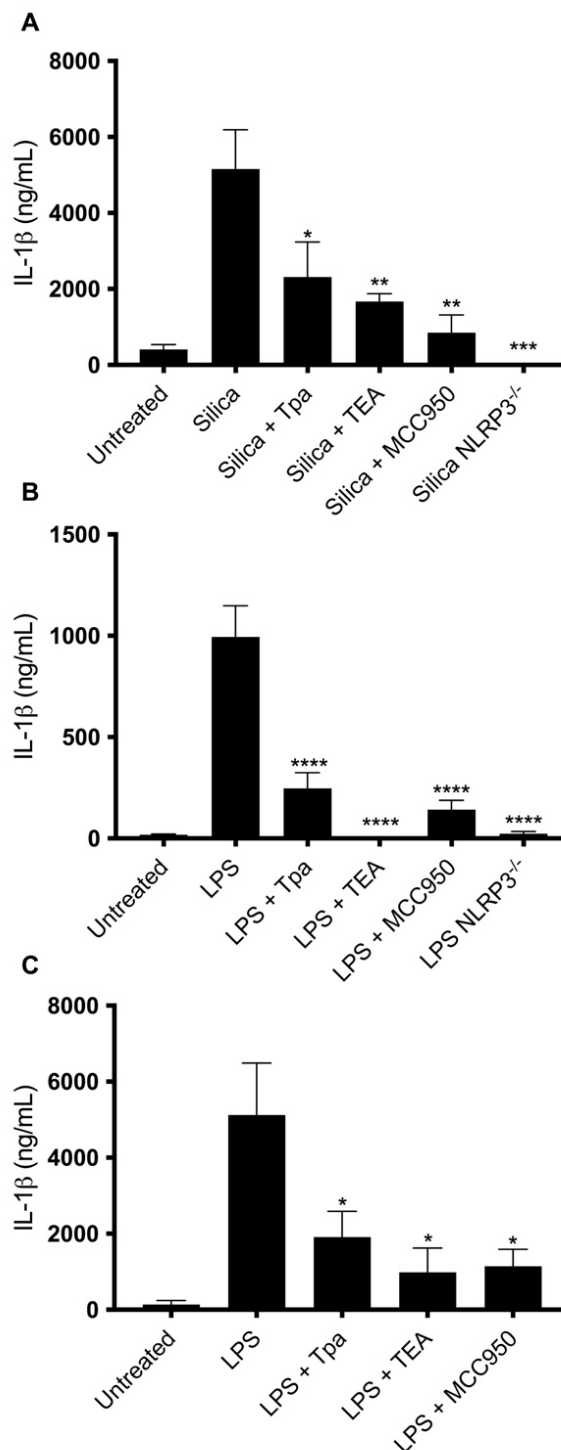 A
IL-1β (ng/mL)
8000
6000
4000
2000
0
*
**
**
***
Untreated
Silica
Silica + Tpa
Silica + TEA
Silica + MCC950
Silica NLRP3-/-
B
IL-1β (ng/mL)
1500
1000
500
0
****
****
****
****
Untreated
LPS
LPS + Tpa
LPS + TEA
LPS + MCC950
LPS NLRP3-/-
C
IL-1β (ng/mL)
8000
6000
4000
2000
0
*
*
*
Untreated
LPS
LPS + Tpa
LPS + TEA
LPS + MCC950